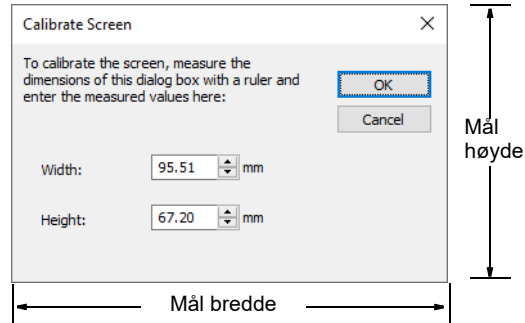 Calibrate Screen
To calibrate the screen, measure the
dimensions of this dialog box with a ruler and
enter the measured values here:
OK
Cancel
Width: 95.51 mm
Height: 67.20 mm
Mål
høyde
Mål bredde